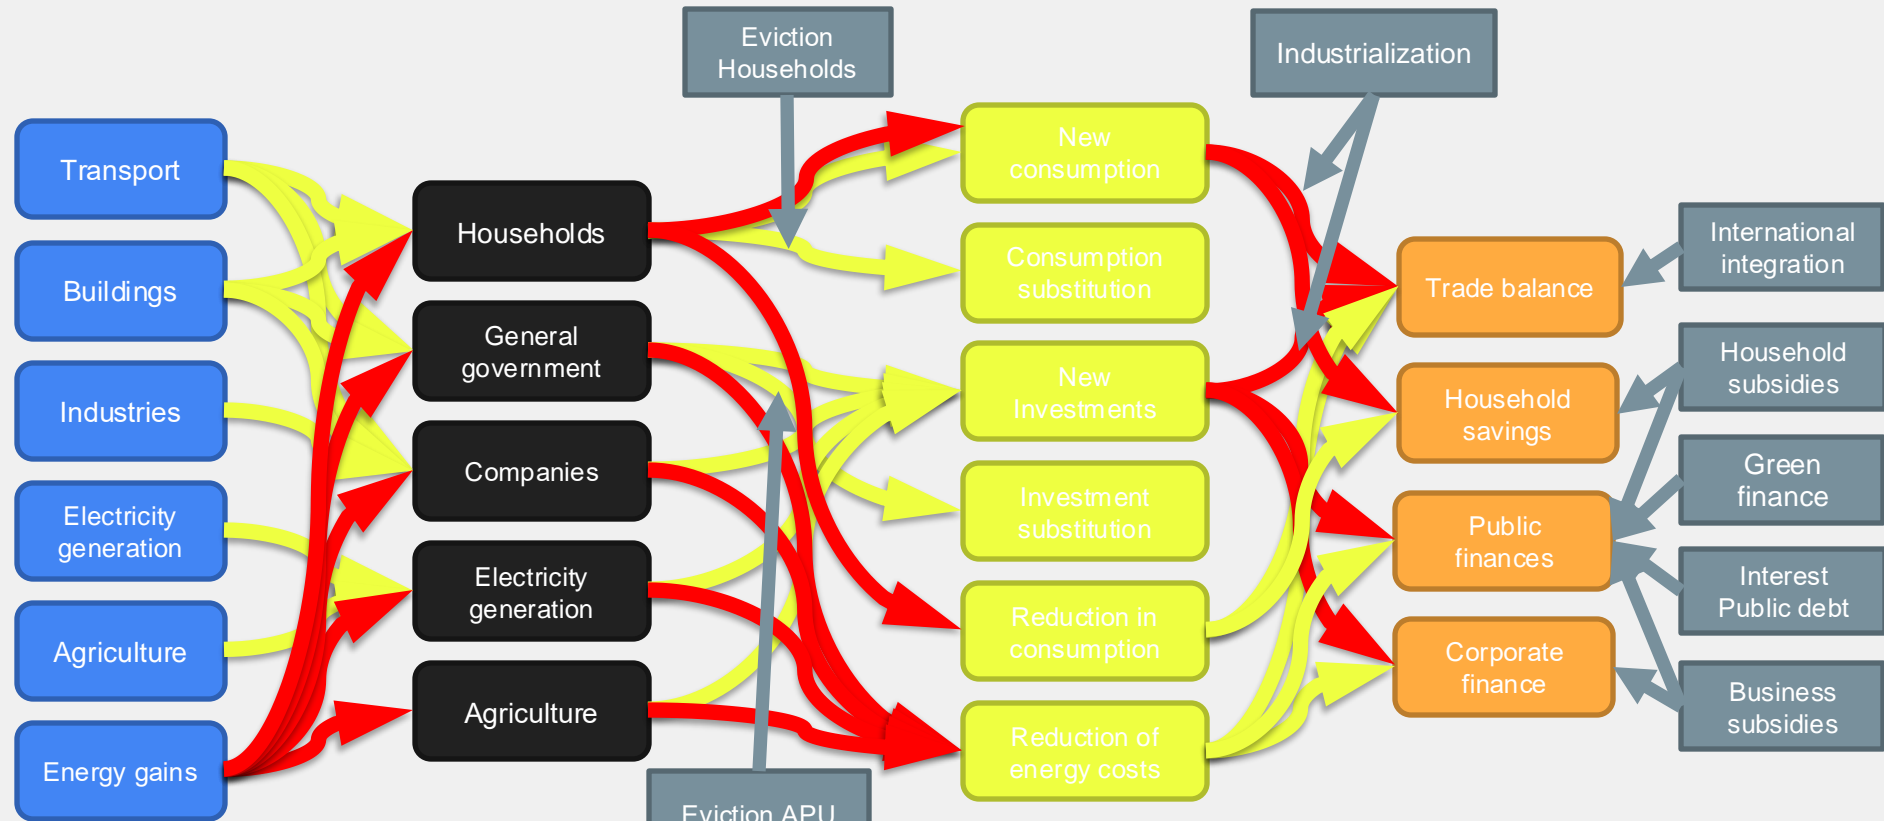 Eviction
Households
Industrialization
Transport
Buildings
Industries
Electricity
generation
Agriculture
Energy gains
Households
General
government
Companies
Electricity
generation
Agriculture
Eviction APU
New
consumption
Consumption
substitution
New
Investments
Investment
substitution
Reduction in
consumption
Reduction of
energy costs
Trade balance
Household
savings
Public
finances
Corporate
finance
International
integration
Household
subsidies
Green
finance
Interest
Public debt
Business
subsidies